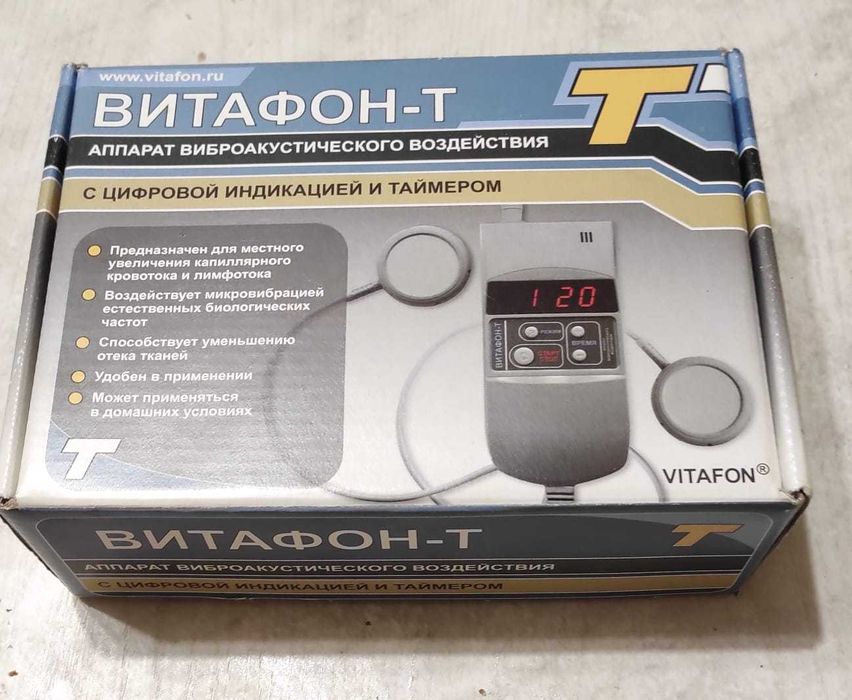 www.vitafon.ru
ВИТАФОН-Т
Т
АППАРАТ ВИБРОАКУСТИЧЕСКОГО ВОЗДЕЙСТВИЯ
С ЦИФРОВОЙ ИНДИКАЦИЕЙ И ТАЙМЕРОМ
Предназначен для местного
увеличения капиллярного
кровотока и лимфотока
Воздействует микровибрацией
естественных биологических
частот
Способствует уменьшению
отека тканей
Удобен в применении
Может применяться
в домашних условиях
Т
1 20
ВИТАФОН-Т
РЕЖИМ
ВРЕМЯ
СТАРТ
СТОП
VITAFON®
ВИТАФОН-Т
Т
АППАРАТ ВИБРОАКУСТИЧЕСКОГО ВОЗДЕЙСТВИЯ
С ЦИФРОВОЙ ИНДИКАЦИЕЙ И ТАЙМЕРОМ